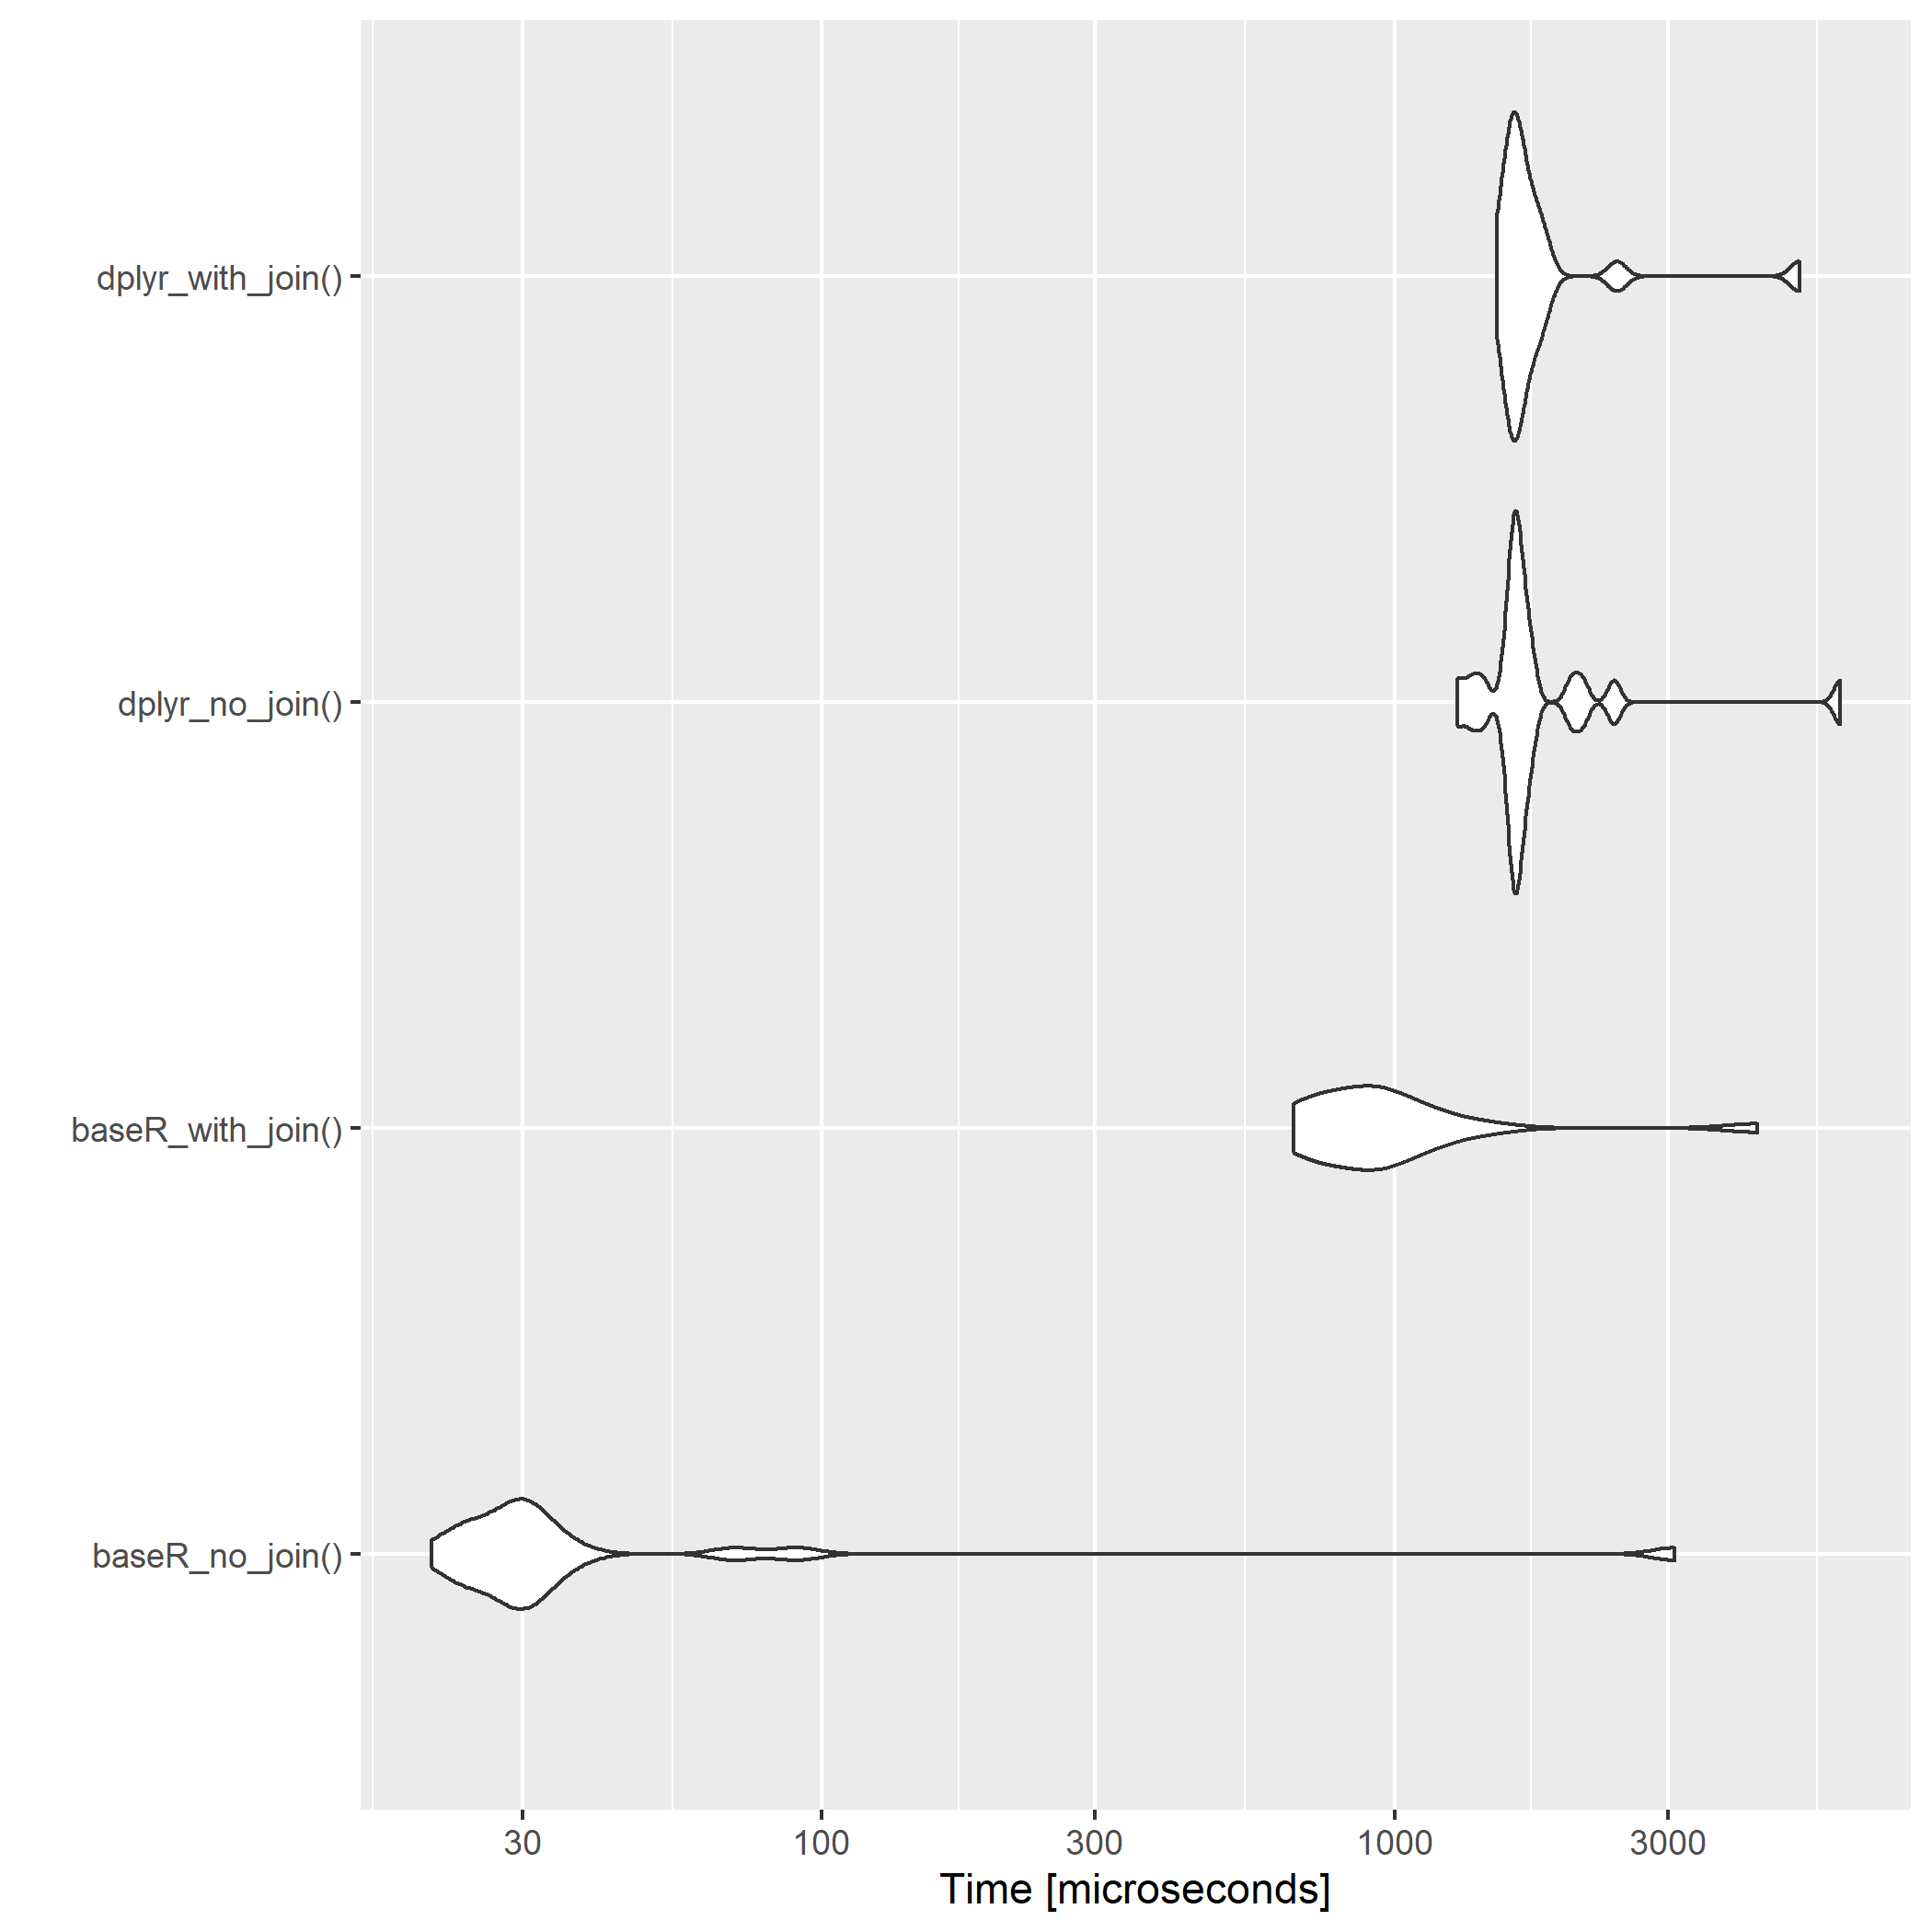 dplyr_with_join()
dplyr_no_join()
baseR_with_join()
baseR_no_join()
30 100 300 1000 3000
Time [microseconds]